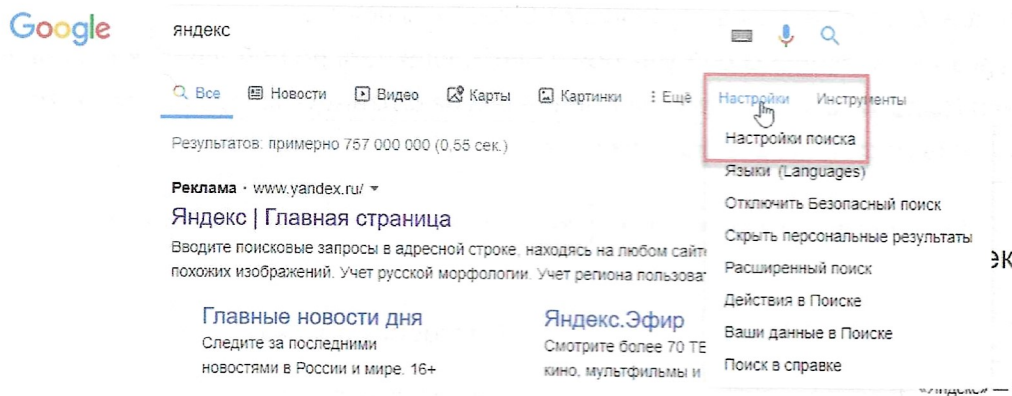 Google
яндекс
Все Новости Видео Карты Картинки Ещё Настройки Инструменты
Результатов: примерно 757 000 000 (0,55 сек.)
Реклама · www.yandex.ru/
Яндекс | Главная страница
Вводите поисковые запросы в адресной строке, находясь на любом сайте
похожих изображений. Учет русской морфологии. Учет региона
Главные новости дня
Следите за последними
новостями в России и мире. 16+
Яндекс.Эфир
Смотрите более 70
кино, мультфильмы и
Настройки поиска
Языки (Languages)
Отключить Безопасный поиск
Скрыть персональные результаты
Расширенный поиск
Действия в Поиске
Ваши данные в Поиске
Поиск в справке